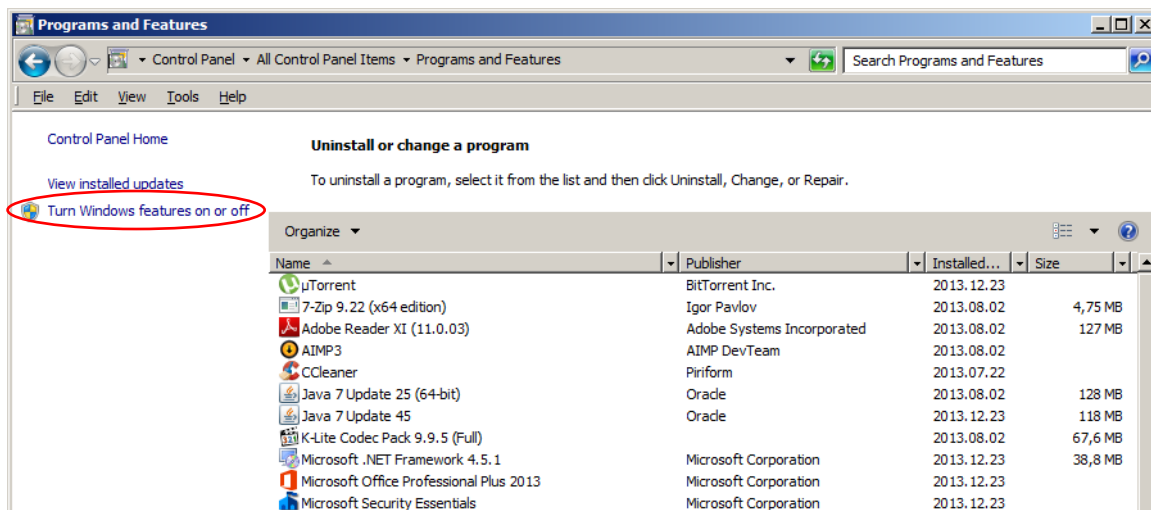 Programs and Features
Control Panel All Control Panel Items Programs and Features Search Programs and Features
File Edit View Tools Help
Control Panel Home
Uninstall or change a program
View installed updates
To uninstall a program, select it from the list and then click Uninstall, Change, or Repair.
Turn Windows features on or off
Organize
Name Publisher Installed... Size
µTorrent BitTorrent Inc. 2013.12.23
7-Zip 9.22 (x64 edition) Igor Pavlov 2013.08.02 4,75 MB
Adobe Reader XI (11.0.03) Adobe Systems Incorporated 2013.08.02 127 MB
AIMP3 AIMP DevTeam 2013.08.02
CCleaner Piriform 2013.07.22
Java 7 Update 25 (64-bit) Oracle 2013.08.02 128 MB
Java 7 Update 45 Oracle 2013.12.23 118 MB
K-Lite Codec Pack 9.9.5 (Full) 2013.08.02 67,6 MB
Microsoft .NET Framework 4.5.1 Microsoft Corporation 2013.12.23 38,8 MB
Microsoft Office Professional Plus 2013 Microsoft Corporation 2013.12.23
Microsoft Security Essentials Microsoft Corporation 2013.12.23